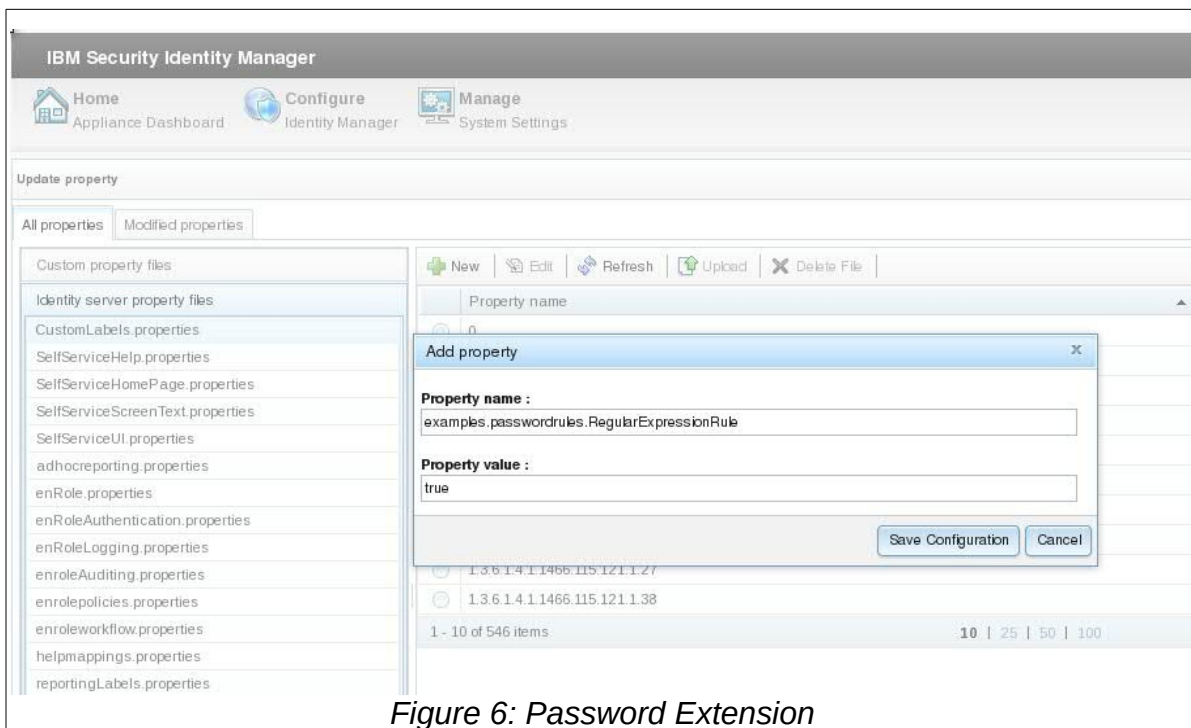 IBM Security Identity Manager
Home
Appliance Dashboard
Configure
Identity Manager
Manage
System Settings
Update property
All properties
Modified properties
Custom property files
Identity server property files
CustomLabels.properties
SelfServiceHelp.properties
SelfServiceHomePage.properties
SelfServiceScreenText.properties
SelfServiceUI.properties
adhocreporting.properties
enRole.properties
enRoleAuthentication.properties
enRoleLogging.properties
enroleAuditing.properties
enrolepolicies.properties
enroleworkflow.properties
helpmappings.properties
reportingLabels.properties
New | Edit | Refresh | Upload | Delete File |
Property name
0
Add property x
Property name :
examples.passwordrules.RegularExpressionRule
Property value :
true
Save Configuration Cancel
1.3.6.1.4.1.1466.115.121.1.27
1.3.6.1.4.1.1466.115.121.1.38
1 - 10 of 546 items 10 | 25 | 50 | 100
Figure 6: Password Extension